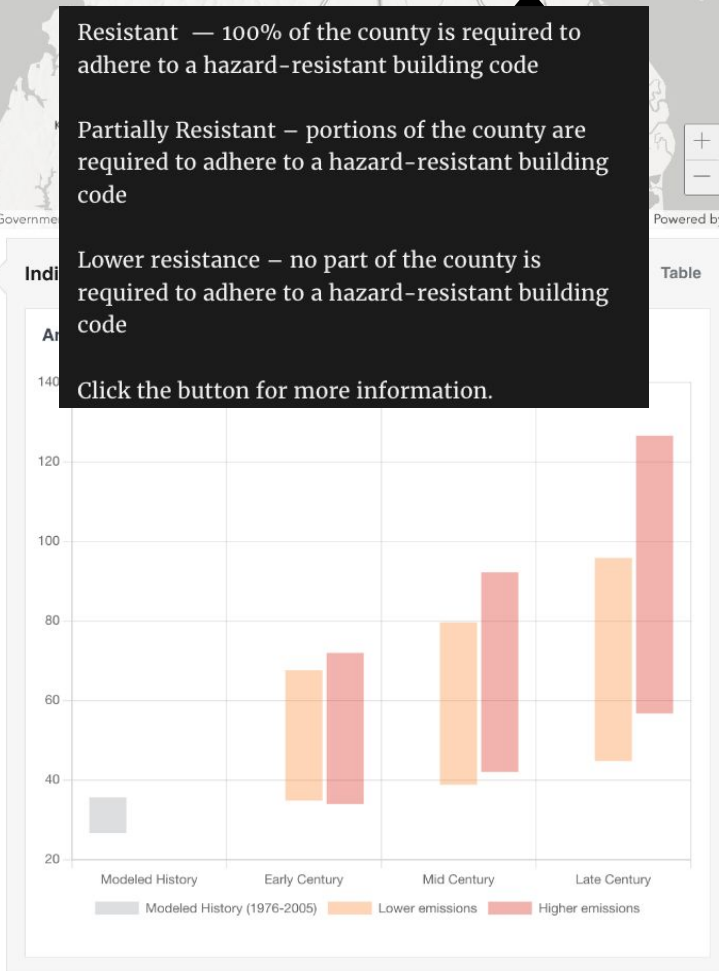 Resistant — 100% of the county is required to
adhere to a hazard-resistant building code
Partially Resistant – portions of the county are
required to adhere to a hazard-resistant building
code
Lower resistance – no part of the county is
required to adhere to a hazard-resistant building
code
Click the button for more information.
+
—
Powered by
Table
140
120
100
80
60
40
20
Modeled History Early Century Mid Century Late Century
Modeled History (1976-2005) Lower emissions Higher emissions